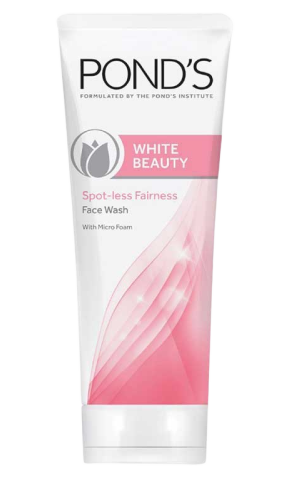 POND'S
FORMULATED BY THE POND'S INSTITUTE
WHITE
BEAUTY
Spot-less Fairness
Face Wash
With Micro Foam